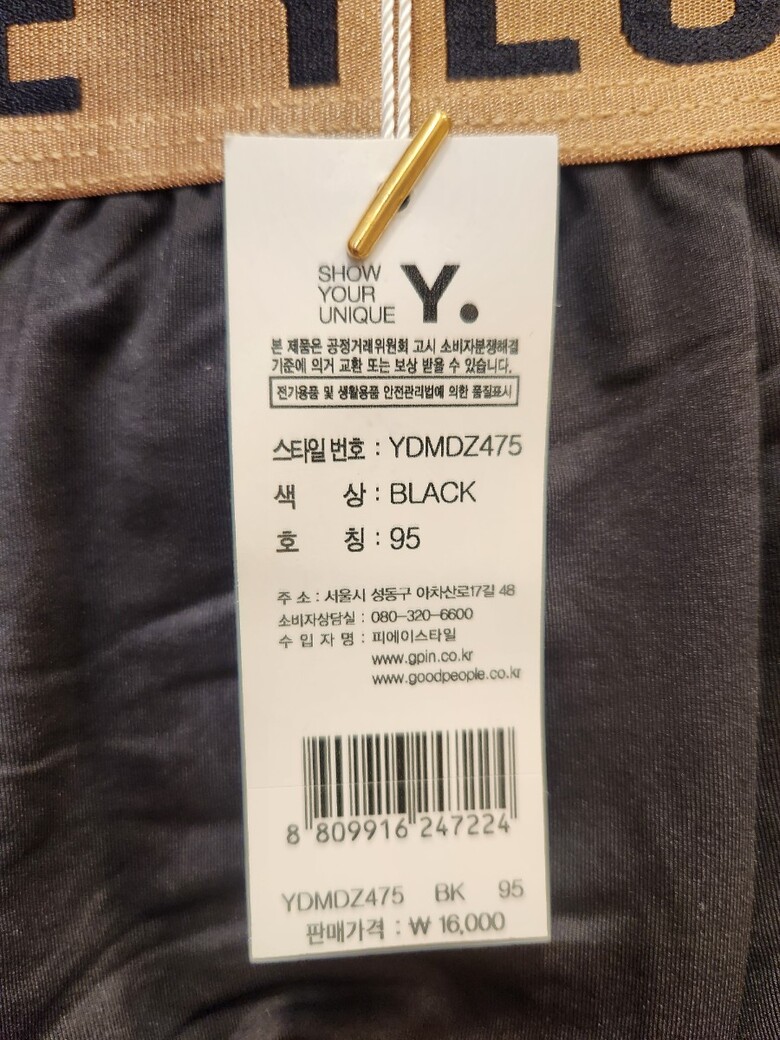 SHOW
YOUR
UNIQUE
Y.
본 제품은 공정거래위원회 고시 소비자분쟁해결
기준에 의거 교환 또는 보상 받을 수 있습니다.
전기용품 및 생활용품 안전관리법에 의한 품질표시
스타일 번호 : YDMDZ475
색 상 : BLACK
호 칭 : 95
주 소 : 서울시 성동구 아차산로17길 48
소비자상담실 : 080-320-6600
수 입 자 명 : 피에이스타일
www.gpin.co.kr
www.goodpeople.co.kr
8 809916 247224
YDMDZ475 BK 95
판매가격 : ₩ 16,000